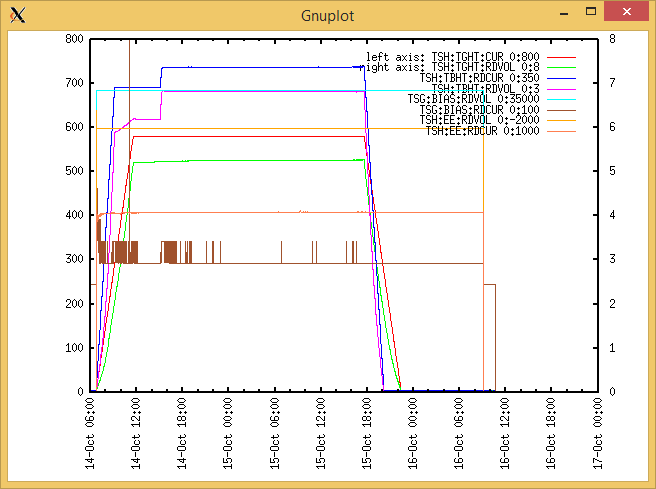 Gnuplot
800
700
600
500
400
300
200
100
0
8
7
6
5
4
3
2
1
0
left axis: TSH:TGHT:CUR 0:800
right axis: TSH:TGHT:RDVOL 0:8
TSH:TBHT:RDCUR 0:350
TSH:TBHT:RDVOL 0:3
TSG:BIAS:RDVOL 0:35000
TSG:BIAS:RDCUR 0:100
TSH:EE:RDVOL 0:-2000
TSH:EE:RDCUR 0:1000
14-Oct 06:00
14-Oct 12:00
14-Oct 18:00
15-Oct 00:00
15-Oct 06:00
15-Oct 12:00
15-Oct 18:00
16-Oct 00:00
16-Oct 06:00
16-Oct 12:00
16-Oct 18:00
17-Oct 00:00